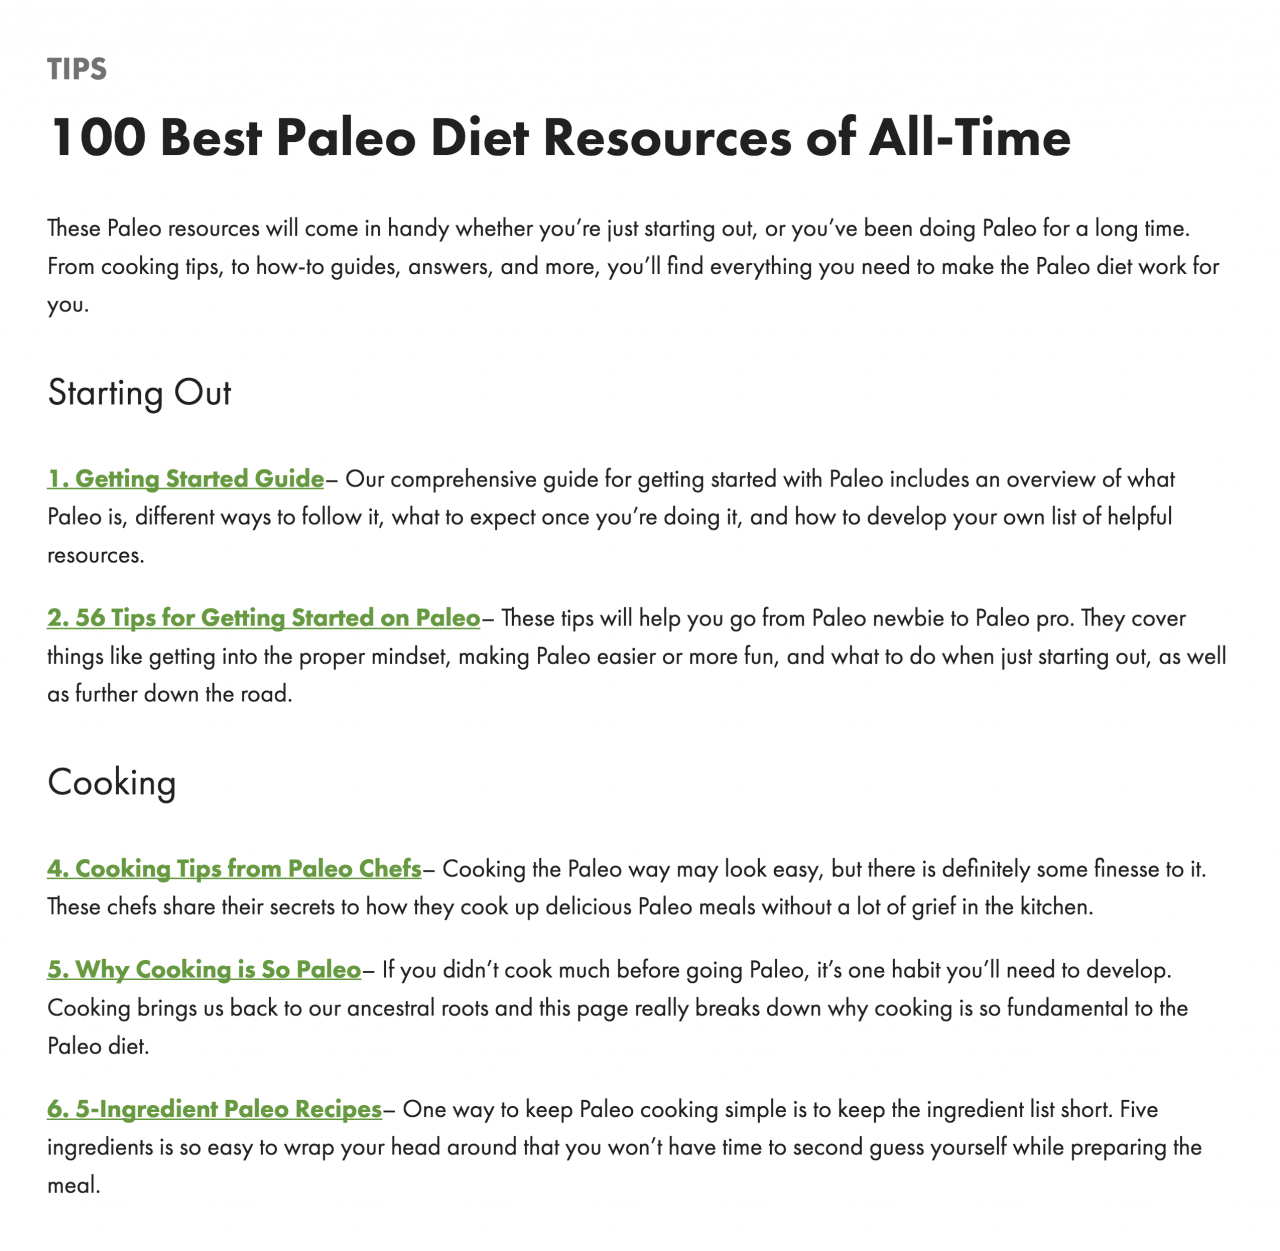 TIPS
100 Best Paleo Diet Resources of All-Time
These Paleo resources will come in handy whether you’re just starting out, or you’ve been doing Paleo for a long time.
From cooking tips, to how-to guides, answers, and more, you’ll find everything you need to make the Paleo diet work for
you.
Starting Out
1. Getting Started Guide– Our comprehensive guide for getting started with Paleo includes an overview of what
Paleo is, different ways to follow it, what to expect once you’re doing it, and how to develop your own list of helpful
resources.
2. 56 Tips for Getting Started on Paleo– These tips will help you go from Paleo newbie to Paleo pro. They cover
things like getting into the proper mindset, making Paleo easier or more fun, and what to do when just starting out, as well
as further down the road.
Cooking
4. Cooking Tips from Paleo Chefs– Cooking the Paleo way may look easy, but there is definitely some finesse to it.
These chefs share their secrets to how they cook up delicious Paleo meals without a lot of grief in the kitchen.
5. Why Cooking is So Paleo– If you didn’t cook much before going Paleo, it’s one habit you’ll need to develop.
Cooking brings us back to our ancestral roots and this page really breaks down why cooking is so fundamental to the
Paleo diet.
6. 5-Ingredient Paleo Recipes– One way to keep Paleo cooking simple is to keep the ingredient list short. Five
ingredients is so easy to wrap your head around that you won’t have time to second guess yourself while preparing the
meal.